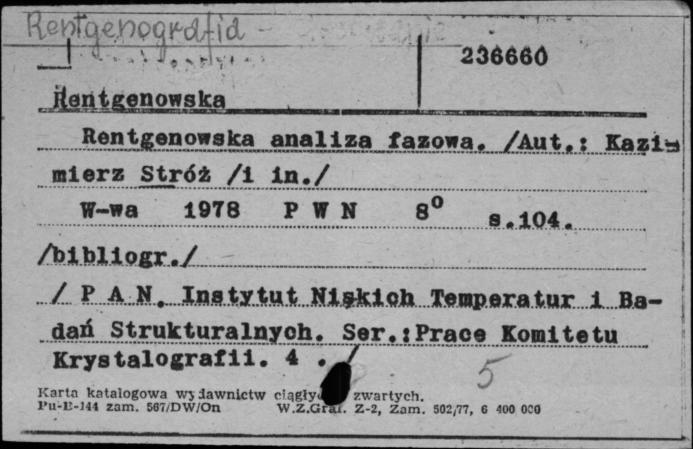 Rentgenografia
236660
Rentgenowska
Rentgenowska analiza fazowa. /Aut.: Kazi-
mierz Stróż /i in./
W-wa 1978 P W N 8° s.104.
/bibliogr./
/ P A N. Instytut Niskich Temperatur i Ba-
dań Strukturalnych. Ser.:Prace Komitetu
Krystalografii. 4 ./
5
Karta katalogowa wydawnictw zwartych.
Pu-B-144 zam. 567/DW/On W.Z.Graf. Z-2, Zam. 502/77, 6 400 000